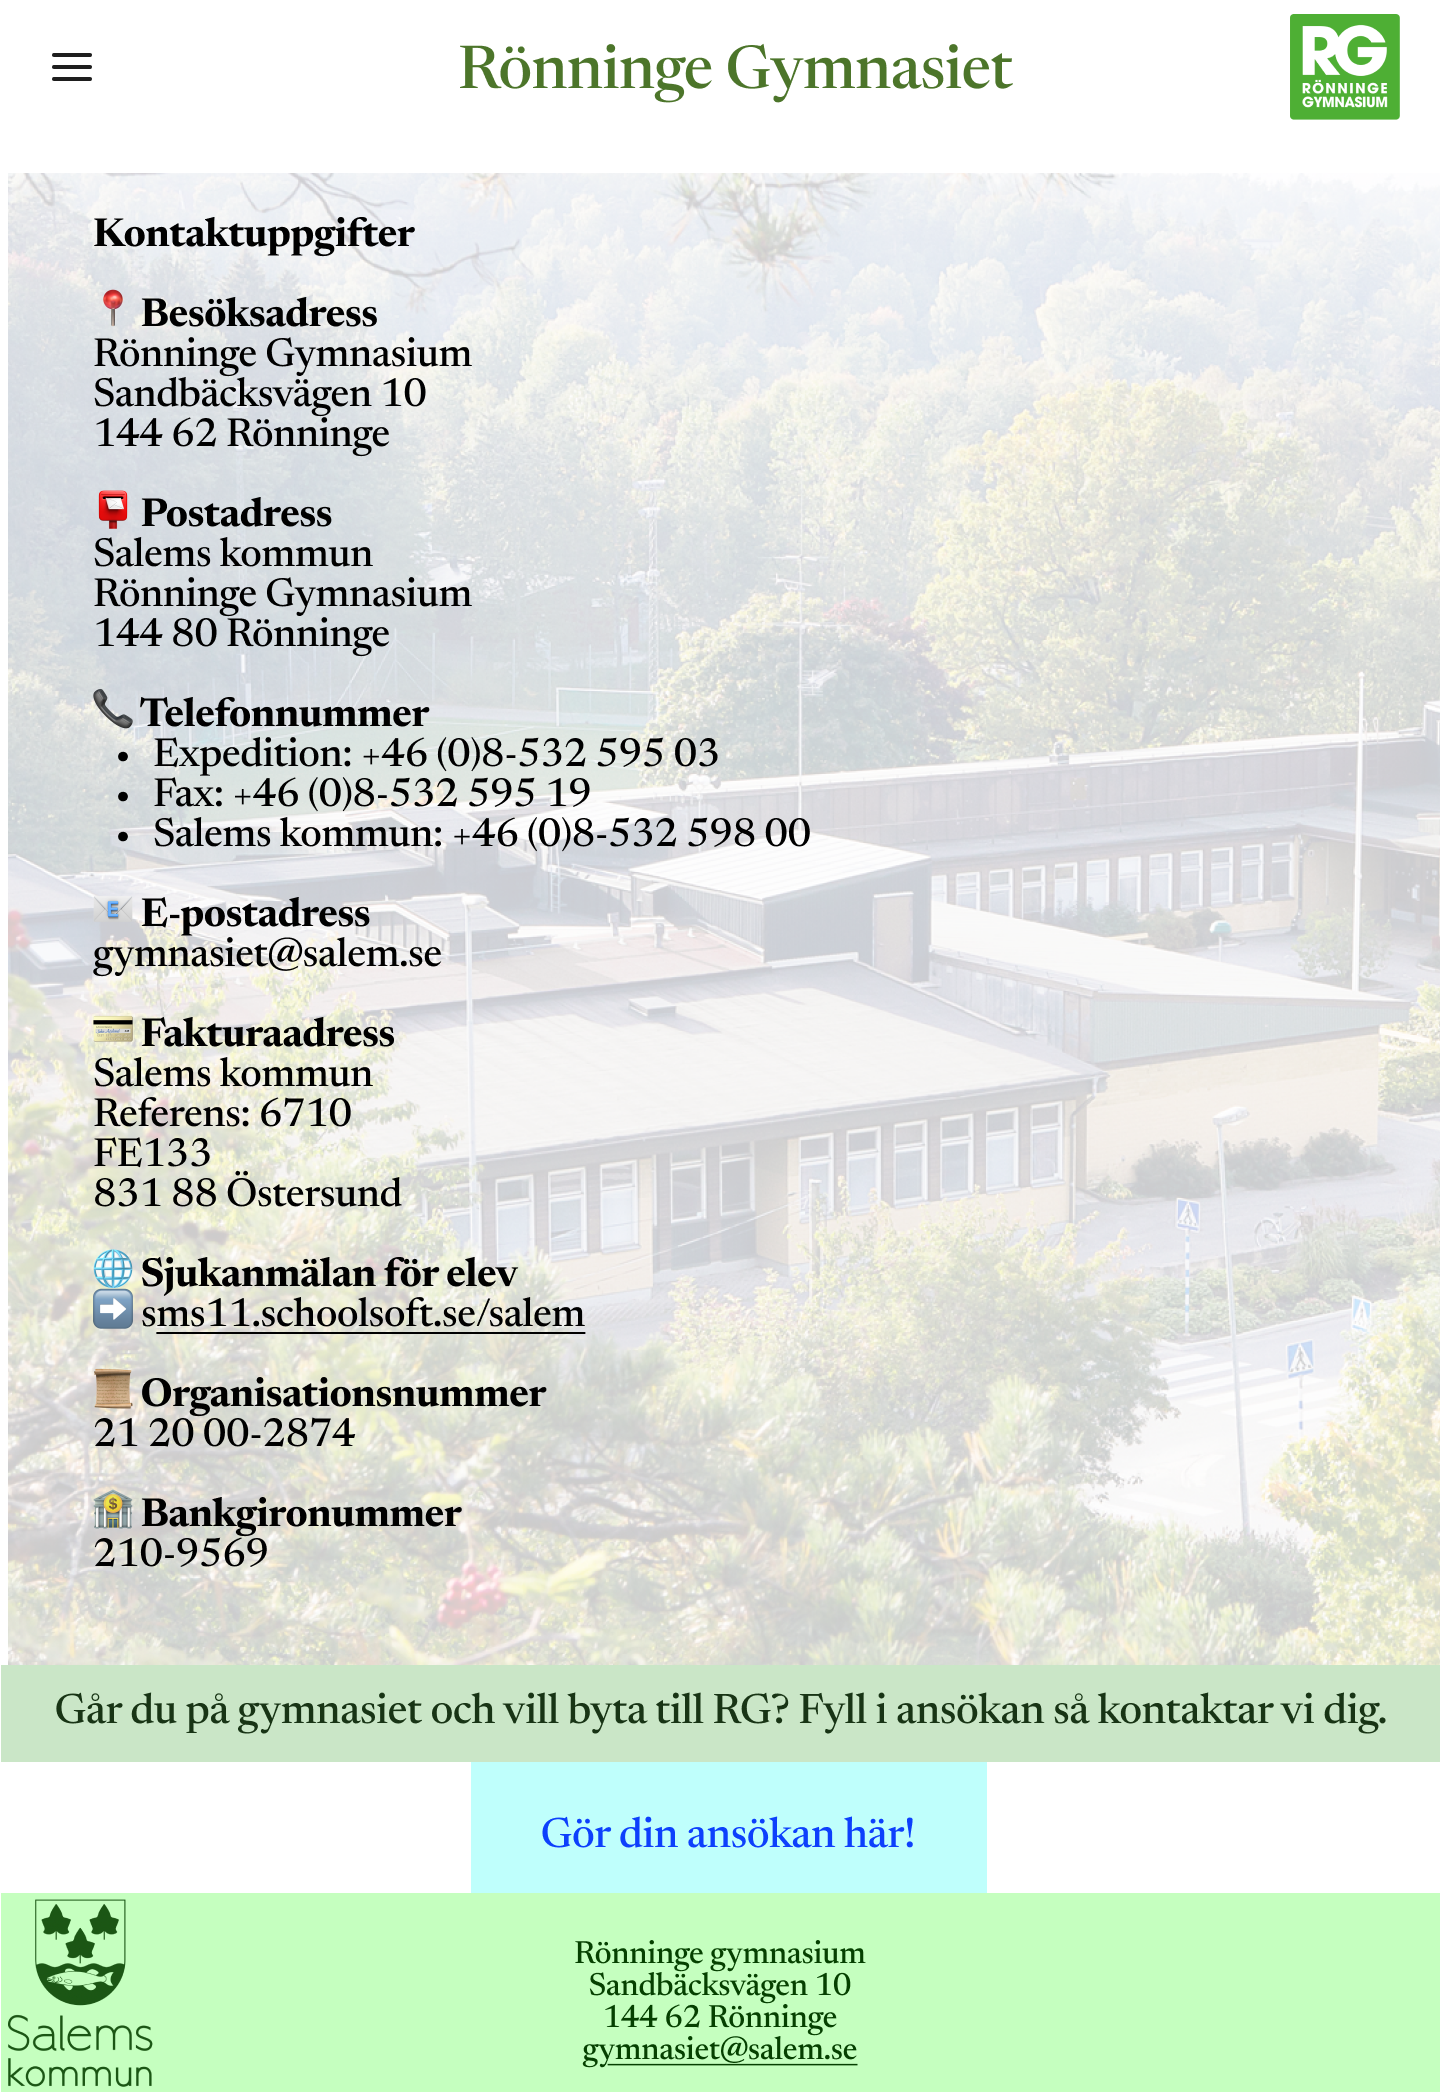 Rönninge Gymnasiet
RG
RÖNNINGE
GYMNASIUM
Kontaktuppgifter
📍 Besöksadress
Rönninge Gymnasium
Sandbäcksvägen 10
144 62 Rönninge
📮 Postadress
Salems kommun
Rönninge Gymnasium
144 80 Rönninge
📞 Telefonnummer
• Expedition: +46 (0)8-532 595 03
• Fax: +46 (0)8-532 595 19
• Salems kommun: +46 (0)8-532 598 00
📧 E-postadress
gymnasiet@salem.se
💳 Fakturaadress
Salems kommun
Referens: 6710
FE133
831 88 Östersund
🌐 Sjukanmälan för elev
➡️ sms11.schoolsoft.se/salem
📜 Organisationsnummer
21 20 00-2874
🏦 Bankgironummer
210-9569
Går du på gymnasiet och vill byta till RG? Fyll i ansökan så kontaktar vi dig.
Gör din ansökan här!
Salems
kommun
Rönninge gymnasium
Sandbäcksvägen 10
144 62 Rönninge
gymnasiet@salem.se